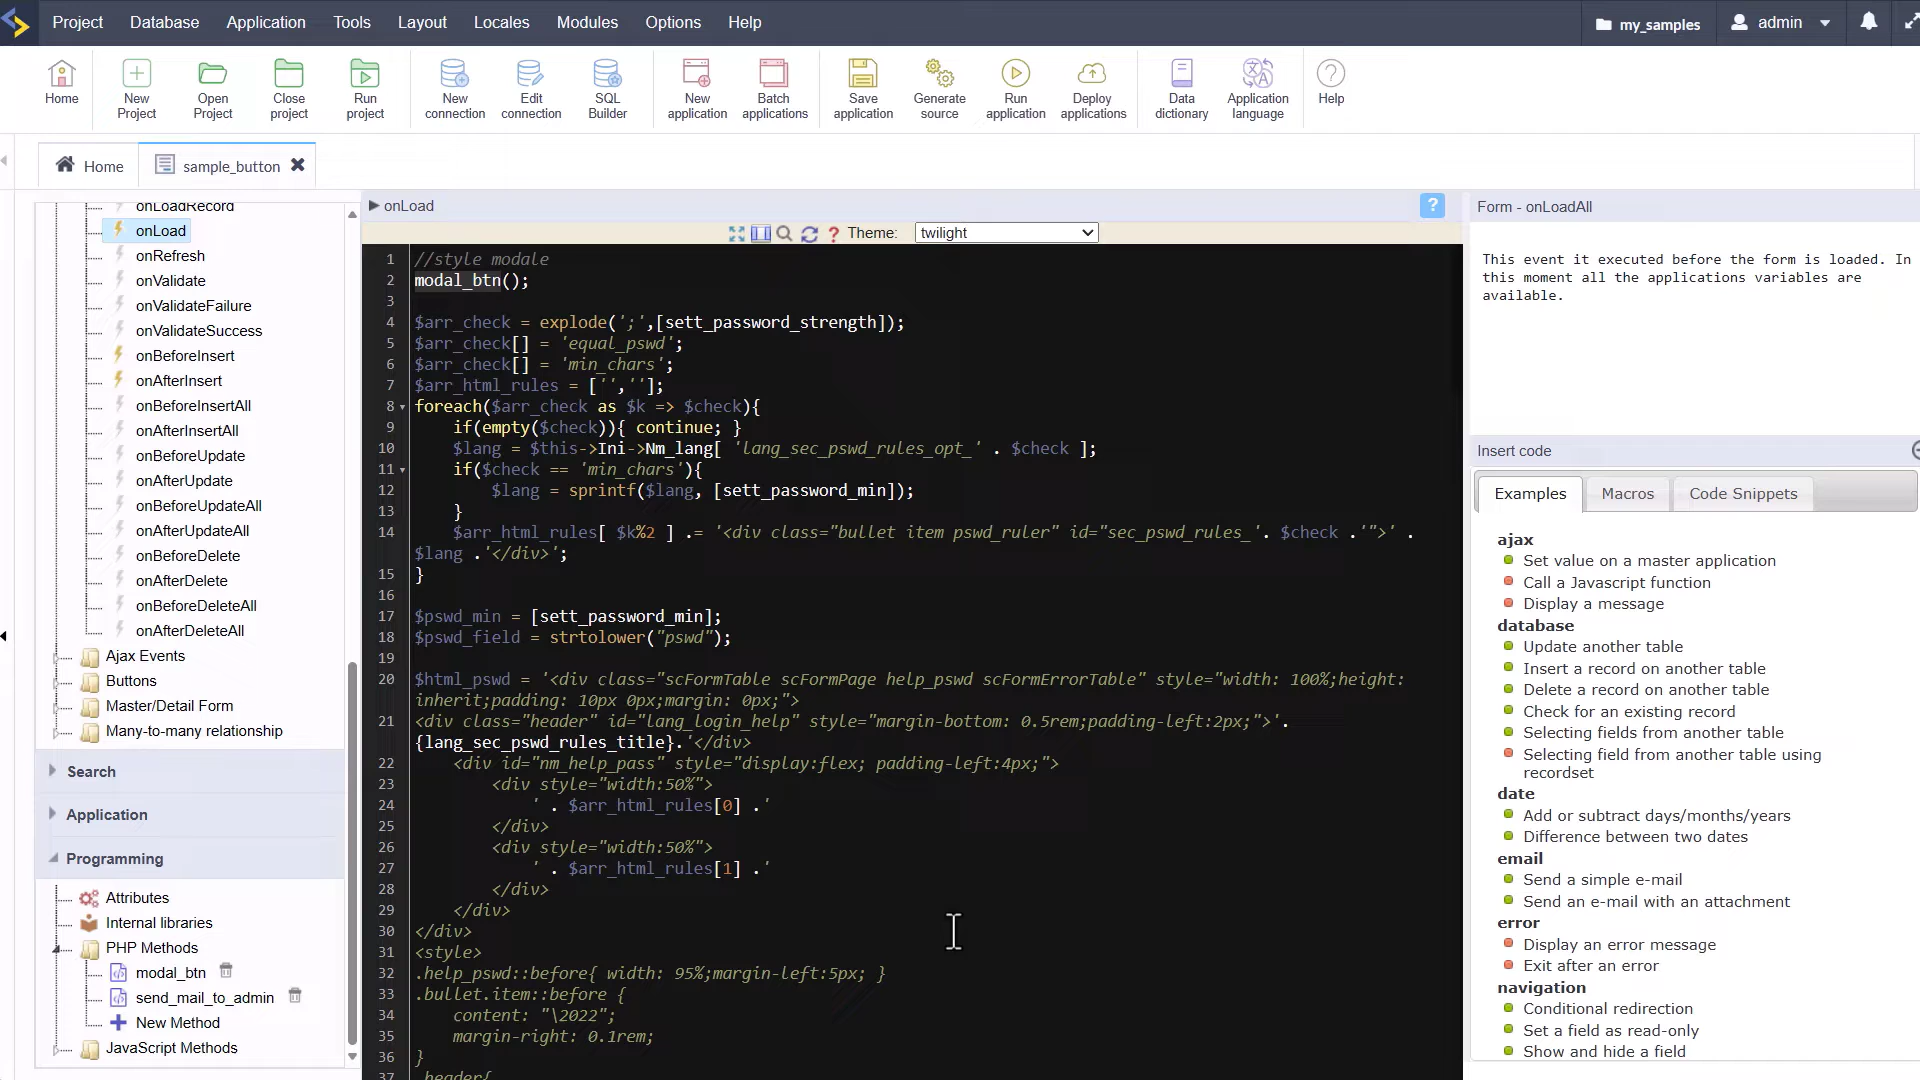 Project Database Application Tools Layout Locales Modules Options Help
my_samples admin
Home
New Project
Open Project
Close project
Run project
New connection
Edit connection
SQL Builder
New application
Batch applications
Save application
Generate source
Run application
Deploy applications
Data dictionary
Application language
Help
Home
sample_button
onLoadRecord
onLoad
onRefresh
onValidate
onValidateFailure
onValidateSuccess
onBeforeInsert
onAfterInsert
onBeforeInsertAll
onAfterInsertAll
onBeforeUpdate
onAfterUpdate
onBeforeUpdateAll
onAfterUpdateAll
onBeforeDelete
onAfterDelete
onBeforeDeleteAll
onAfterDeleteAll
Ajax Events
Buttons
Master/Detail Form
Many-to-many relationship
Search
Application
Programming
Attributes
Internal libraries
PHP Methods
modal_btn
send_mail_to_admin
New Method
JavaScript Methods
onLoad
?
? Theme: twilight
1 //style modale
2 modal_btn();
3
4 $arr_check = explode(';',[sett_password_strength]);
5 $arr_check[] = 'equal_pswd';
6 $arr_check[] = 'min_chars';
7 $arr_html_rules = ['',''];
8 foreach($arr_check as $k => $check){
9 if(empty($check)){ continue; }
10 $lang = $this->Ini->Nm_lang[ 'lang_sec_pswd_rules_opt_' . $check ];
11 if($check == 'min_chars'){
12 $lang = sprintf($lang, [sett_password_min]);
13 }
14 $arr_html_rules[ $k%2 ] .= '<div class="bullet item pswd_ruler" id="sec_pswd_rules_'. $check .'">' .
$lang .'</div>';
15 }
16
17 $pswd_min = [sett_password_min];
18 $pswd_field = strtolower("pswd");
19
20 $html_pswd = '<div class="scFormTable scFormPage help_pswd scFormErrorTable" style="width: 100%;height:
inherit;padding: 10px 0px;margin: 0px;">
21 <div class="header" id="lang_login_help" style="margin-bottom: 0.5rem;padding-left:2px;">'.
{lang_sec_pswd_rules_title}.'</div>
22 <div id="nm_help_pass" style="display:flex; padding-left:4px;">
23 <div style="width:50%">
24 ' . $arr_html_rules[0] .'
25 </div>
26 <div style="width:50%">
27 ' . $arr_html_rules[1] .'
28 </div>
29 </div>
30 </div>
31 <style>
32 .help_pswd::before{ width: 95%;margin-left:5px; }
33 .bullet.item::before {
34 content: "\2022";
35 margin-right: 0.1rem;
36 }
37 .header{
Form - onLoadAll
This event it executed before the form is loaded. In
this moment all the applications variables are
available.
Insert code
Examples Macros Code Snippets
ajax
Set value on a master application
Call a Javascript function
Display a message
database
Update another table
Insert a record on another table
Delete a record on another table
Check for an existing record
Selecting fields from another table
Selecting field from another table using
recordset
date
Add or subtract days/months/years
Difference between two dates
email
Send a simple e-mail
Send an e-mail with an attachment
error
Display an error message
Exit after an error
navigation
Conditional redirection
Set a field as read-only
Show and hide a field